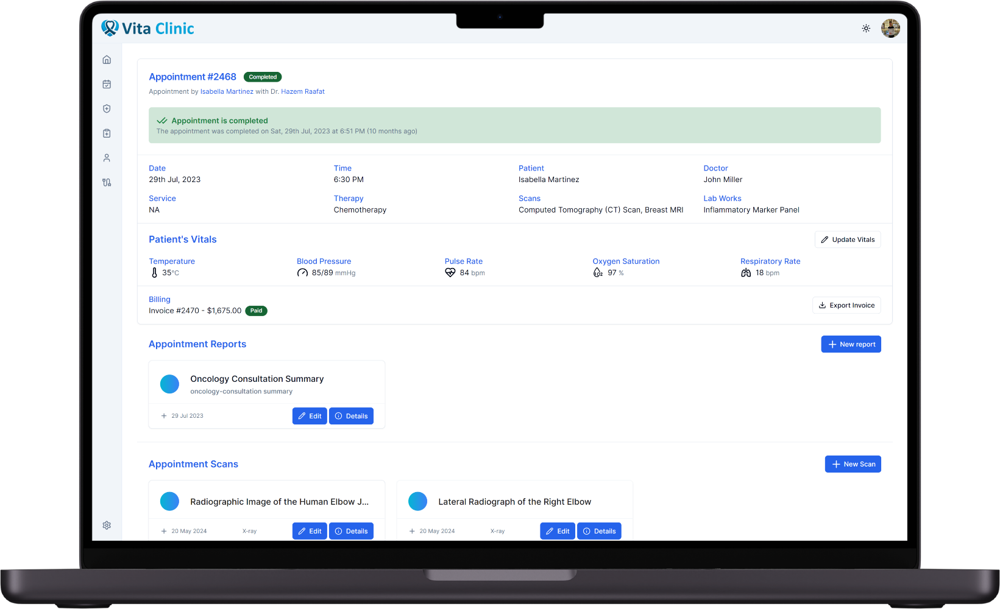 Vita Clinic
Appointment #2468 Completed
Appointment by Isabella Martinez with Dr. Hazem Raafat
Appointment is completed
The appointment was completed on Sat, 29th Jul, 2023 at 6:51 PM (10 months ago)
Date Time Patient Doctor
29th Jul, 2023 6:30 PM Isabella Martinez John Miller
Service Therapy Scans Lab Works
NA Chemotherapy Computed Tomography (CT) Scan, Breast MRI Inflammatory Marker Panel
Patient's Vitals Update Vitals
Temperature Blood Pressure Pulse Rate Oxygen Saturation Respiratory Rate
35°C 85/89 mmHg 84 bpm O2 97 % 18 bpm
Billing
Invoice #2470 - $1,675.00 Paid Export Invoice
Appointment Reports New report
Oncology Consultation Summary
oncology-consultation summary
29 Jul 2023 Edit Details
Appointment Scans New Scan
Radiographic Image of the Human Elbow J... Lateral Radiograph of the Right Elbow
20 May 2024 X-ray Edit Details 20 May 2024 X-ray Edit Details